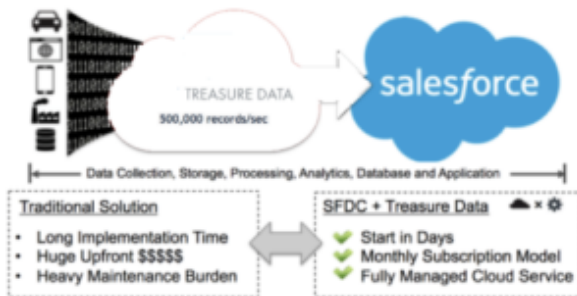 TREASURE DATA
salesforce
300,000 records/sec
Data Collection, Storage, Processing, Analytics, Database and Application
Traditional Solution
• Long Implementation Time
• Huge Upfront $$$$$
• Heavy Maintenance Burden
SFDC + Treasure Data
Start in Days
Monthly Subscription Model
Fully Managed Cloud Service